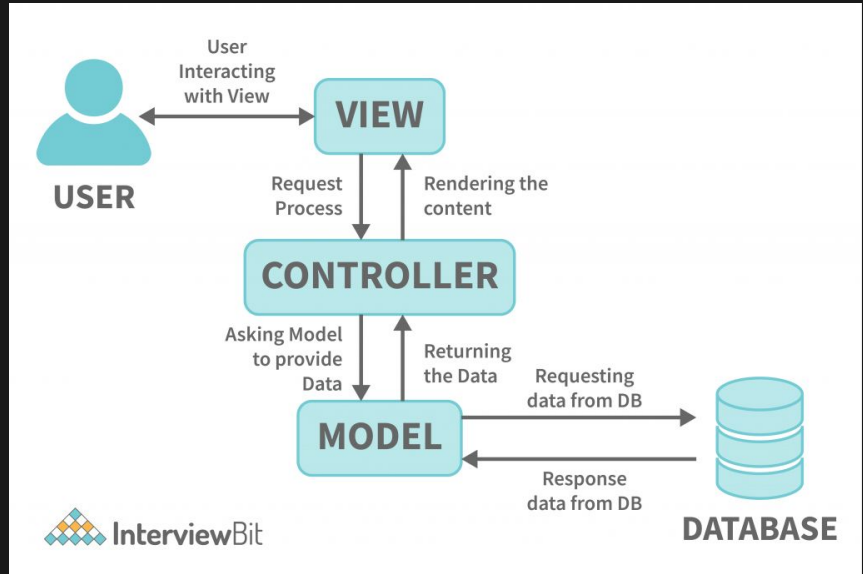 User
Interacting
with View
VIEW
USER
Request
Process
Rendering the
content
CONTROLLER
Asking Model
to provide
Data
Returning
the Data
Requesting
data from DB
MODEL
Response
data from DB
DATABASE
InterviewBit